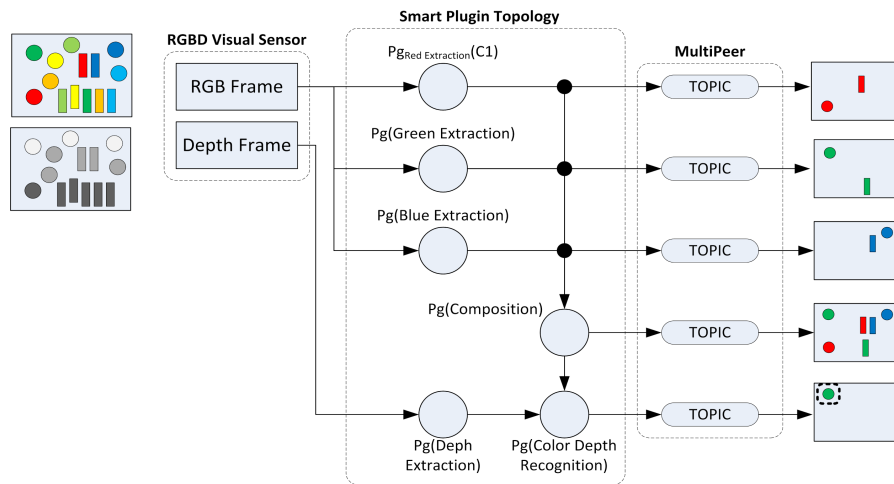 Smart Plugin Topology
RGBD Visual Sensor
MultiPeer
PgRed Extraction(C1)
RGB Frame
TOPIC
Pg(Green Extraction)
Depth Frame
TOPIC
Pg(Blue Extraction)
TOPIC
Pg(Composition)
TOPIC
TOPIC
Pg(Deph
Extraction)
Pg(Color Depth
Recognition)